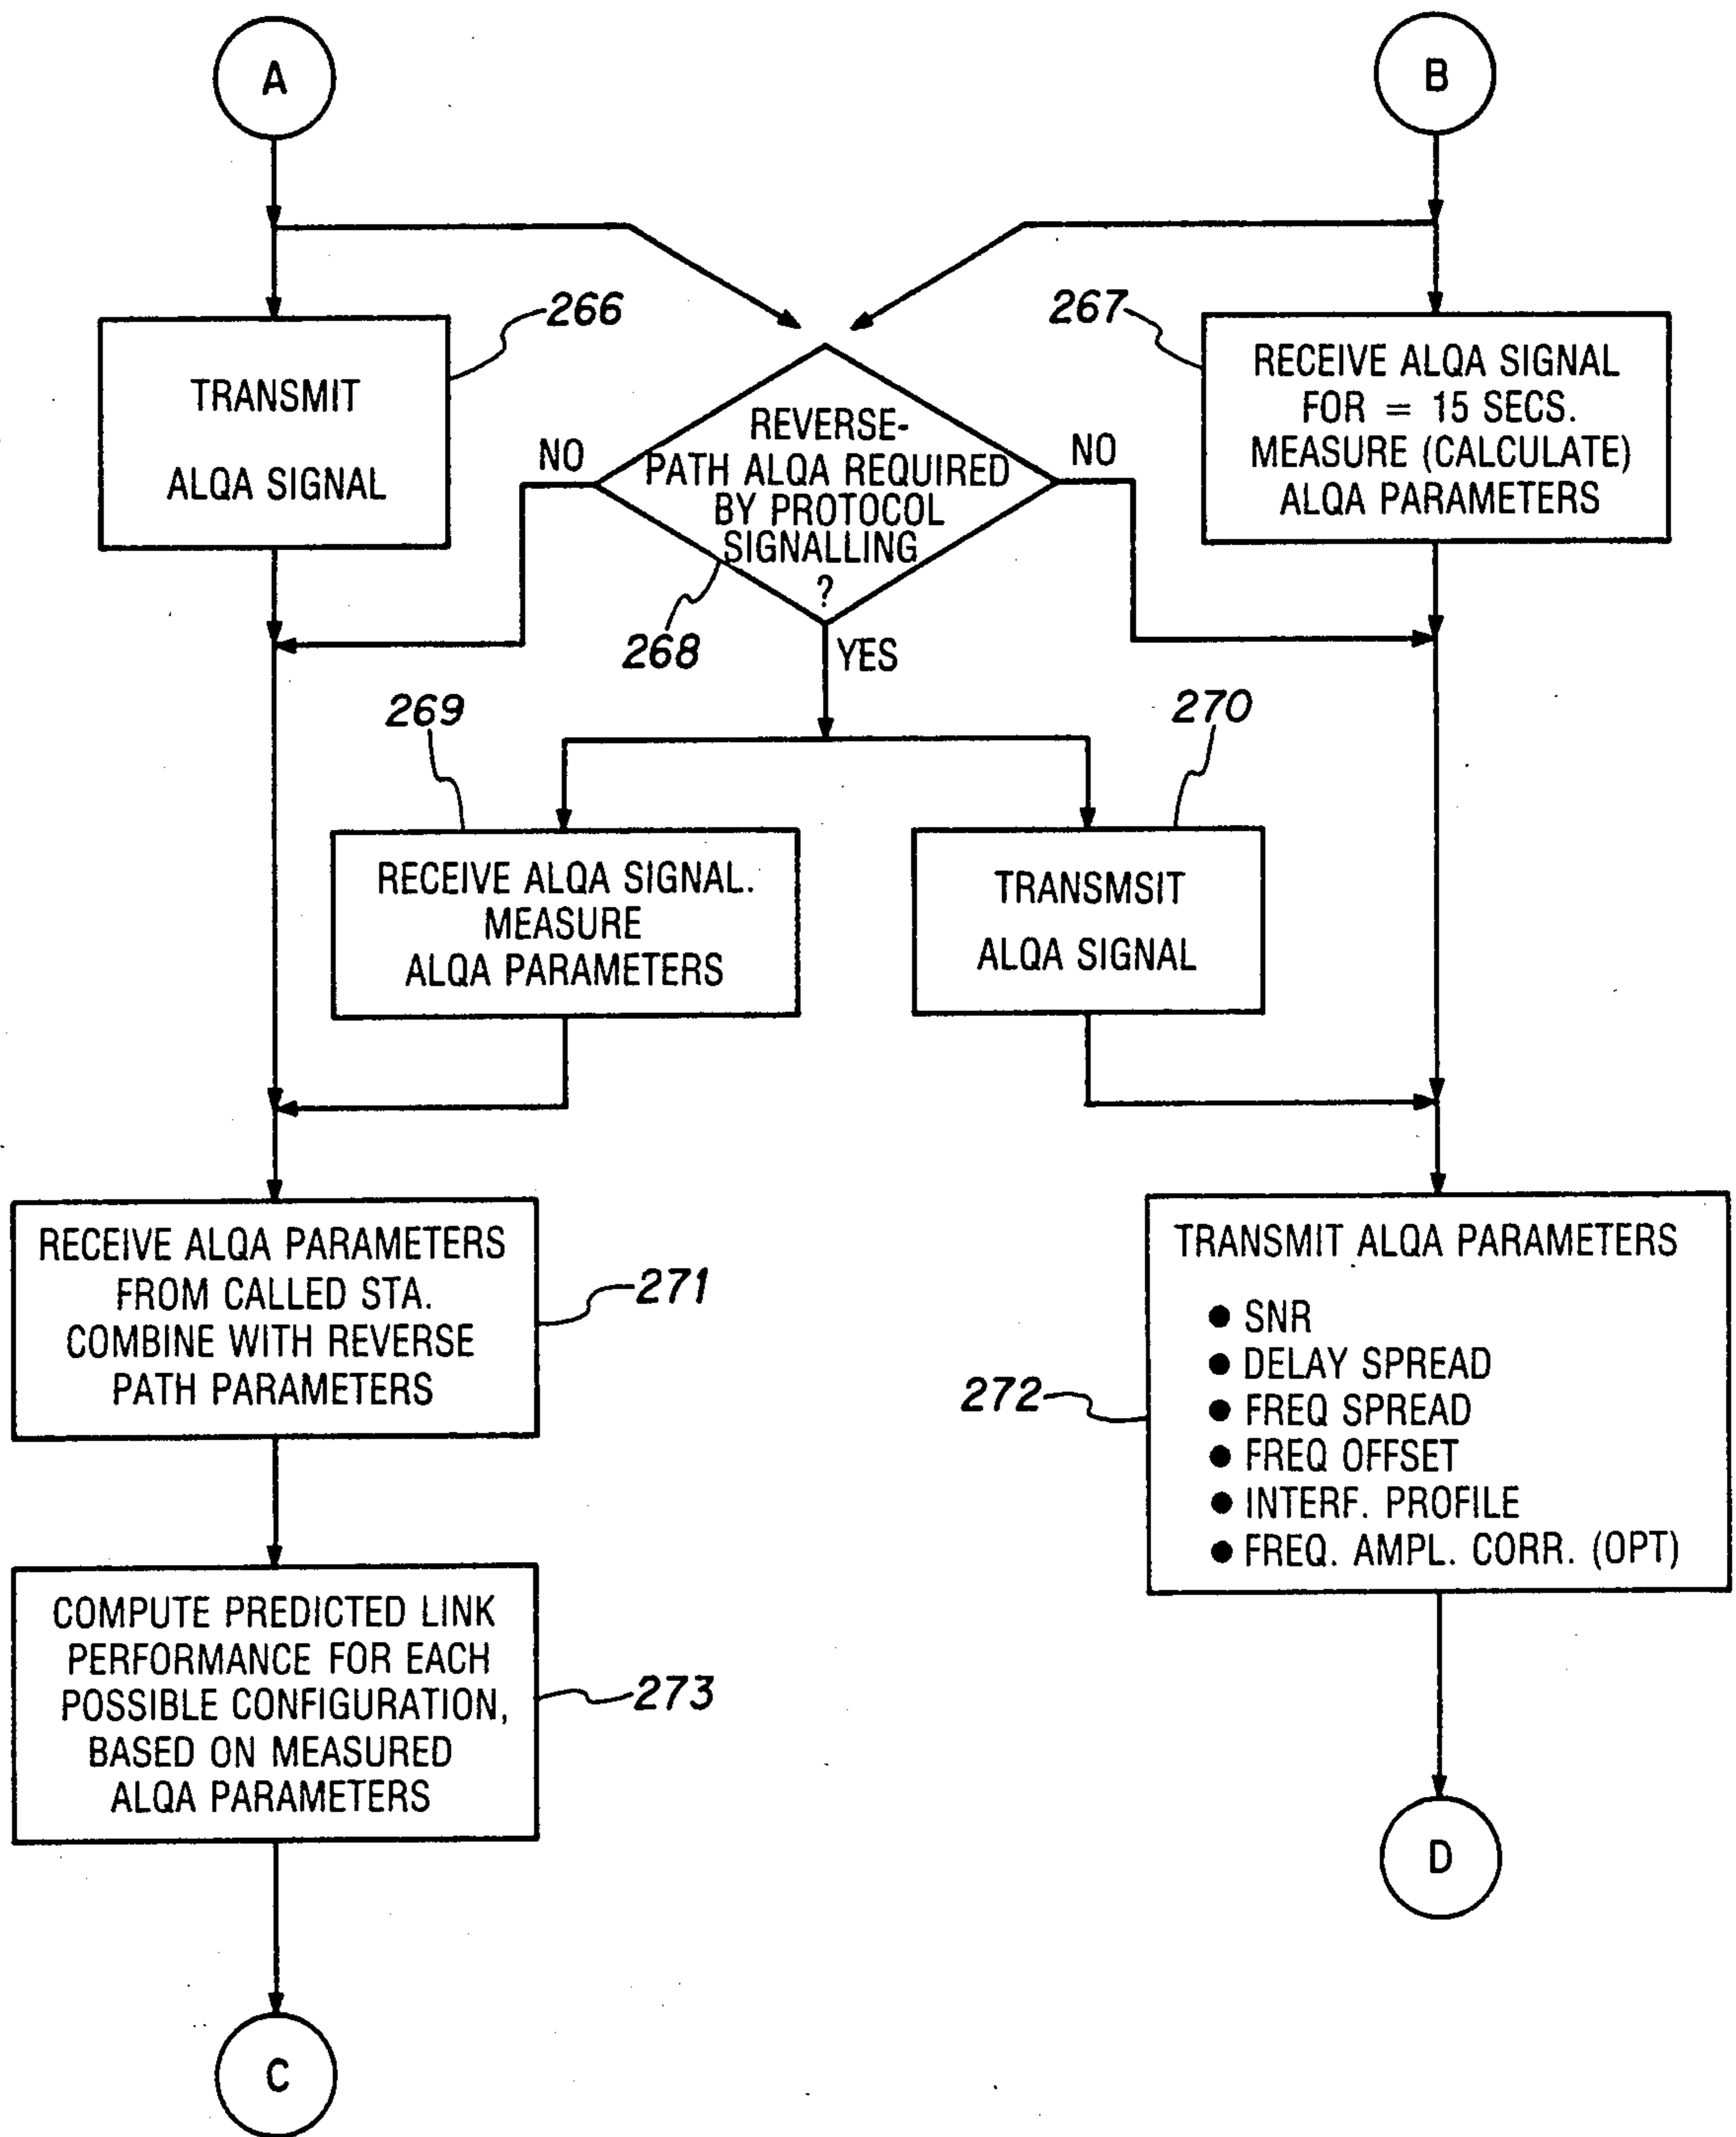 A
B
266
267
TRANSMIT
ALQA SIGNAL
RECEIVE ALQA SIGNAL
FOR = 15 SECS.
MEASURE (CALCULATE)
ALQA PARAMETERS
NO
REVERSE-
PATH ALQA REQUIRED
BY PROTOCOL
SIGNALLING
?
NO
268
YES
269
270
RECEIVE ALQA SIGNAL.
MEASURE
ALQA PARAMETERS
TRANSMSIT
ALQA SIGNAL
RECEIVE ALQA PARAMETERS
FROM CALLED STA.
COMBINE WITH REVERSE
PATH PARAMETERS
271
TRANSMIT ALQA PARAMETERS
● SNR
● DELAY SPREAD
● FREQ SPREAD
● FREQ OFFSET
● INTERF. PROFILE
● FREQ. AMPL. CORR. (OPT)
272
COMPUTE PREDICTED LINK
PERFORMANCE FOR EACH
POSSIBLE CONFIGURATION,
BASED ON MEASURED
ALQA PARAMETERS
273
D
C